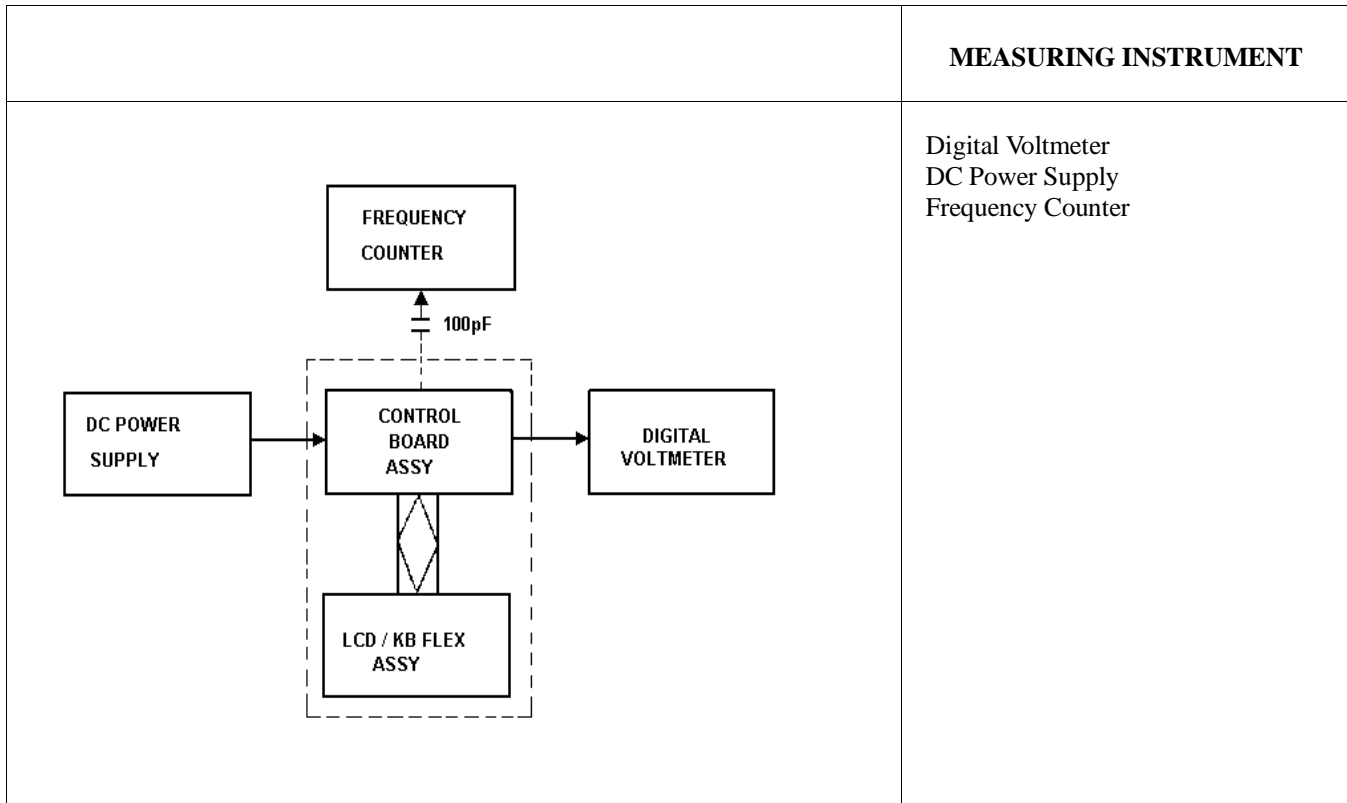 MEASURING INSTRUMENT
Digital Voltmeter
DC Power Supply
Frequency Counter
FREQUENCY
COUNTER
100pF
DC POWER
SUPPLY
CONTROL
BOARD
ASSY
DIGITAL
VOLTMETER
LCD / KB FLEX
ASSY